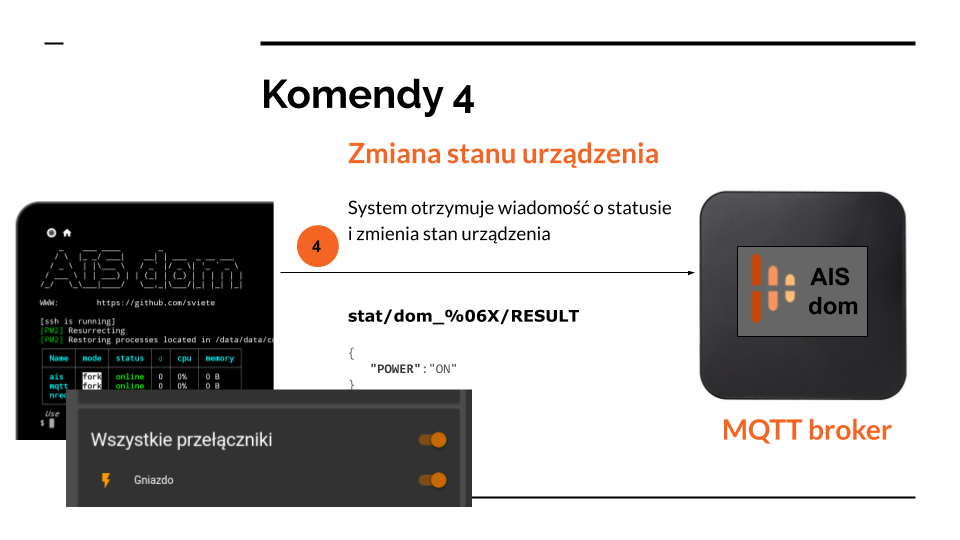 Komendy 4
Zmiana stanu urządzenia
System otrzymuje wiadomość o statusie
i zmienia stan urządzenia
4
stat/dom_%06X/RESULT
{
"POWER":"ON"
}
AIS dom
WWW: https://github.com/sviete
[ssh is running]
[PM2] Resurrecting
[PM2] Restoring processes located in /data/data/co
Name mode status ↺ cpu memory
ais fork online 0 0% 0 B
mqtt fork online 0 0% 0 B
Use
$
Wszystkie przełączniki
Gniazdo
AIS
dom
MQTT broker